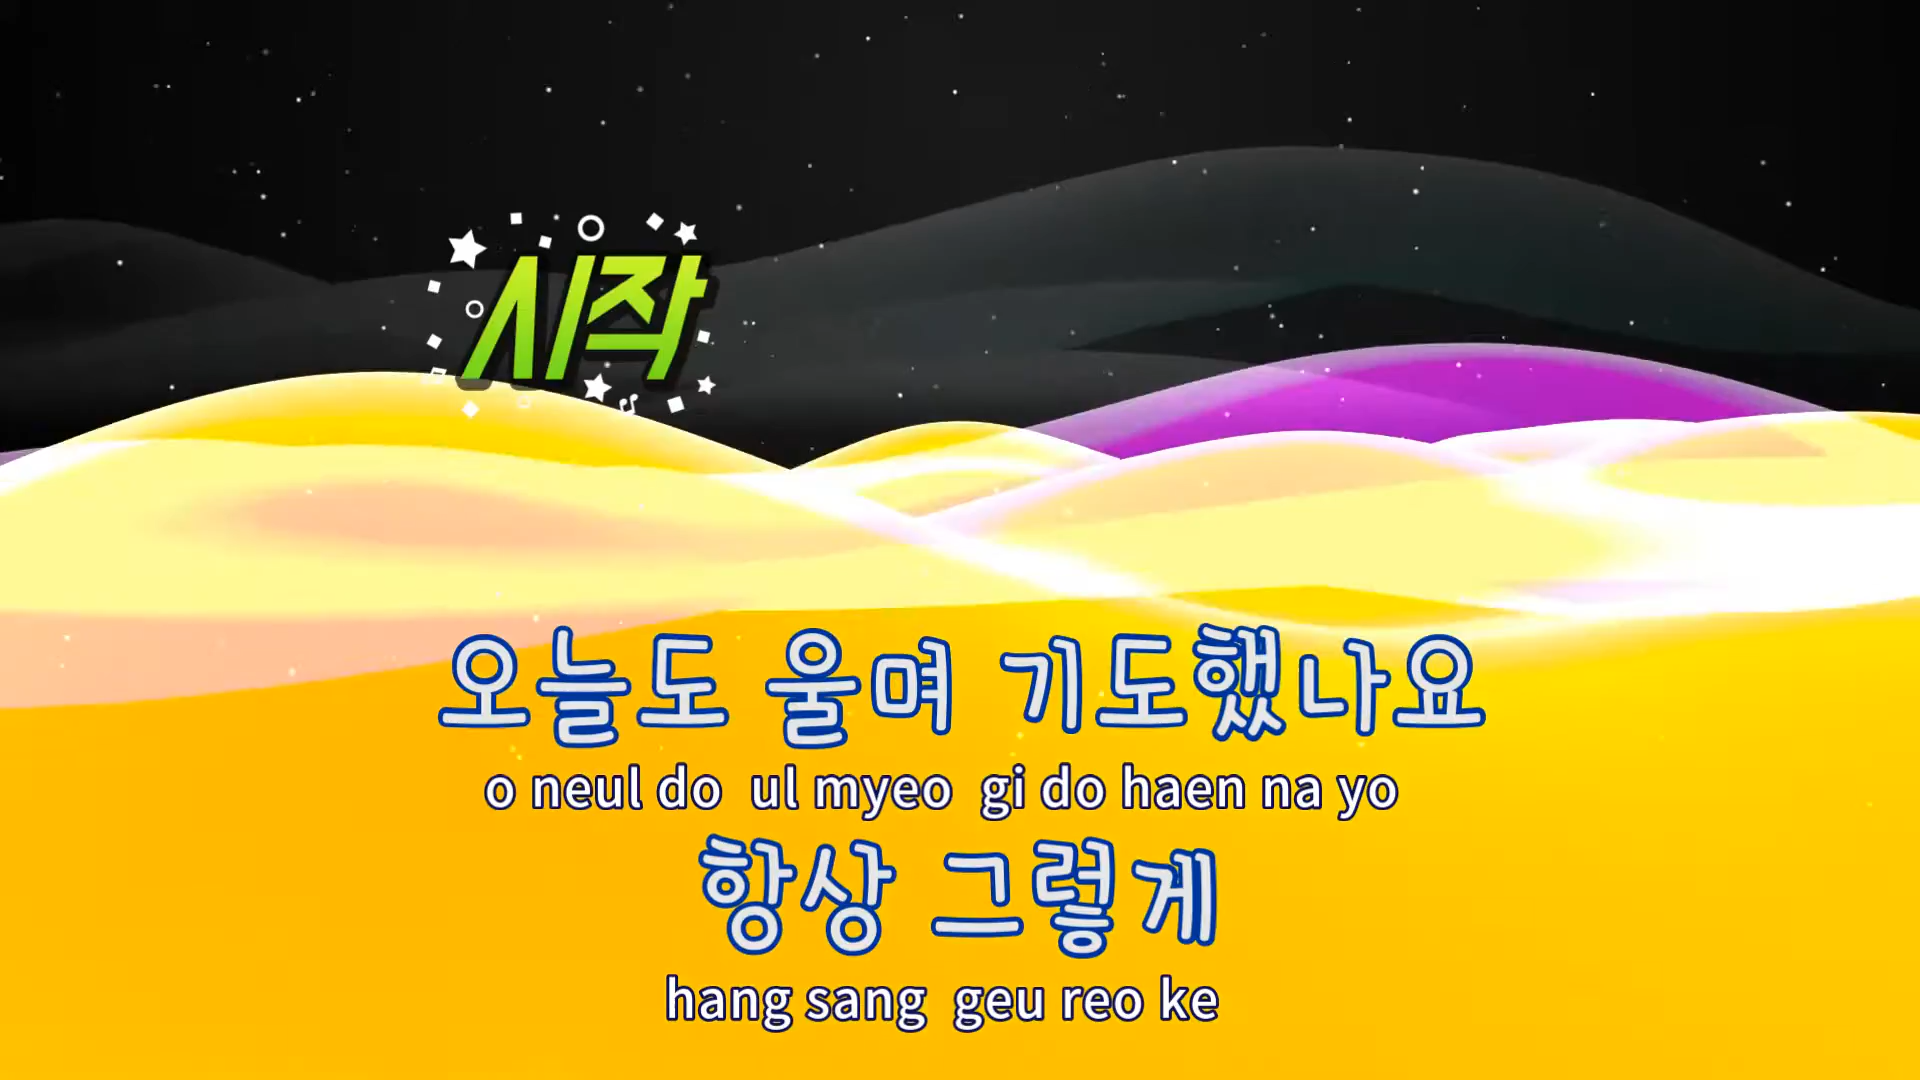 시작
오늘도 울며 기도했나요
o neul do ul myeo gi do haen na yo
항상 그렇게
hang sang geu reo ke